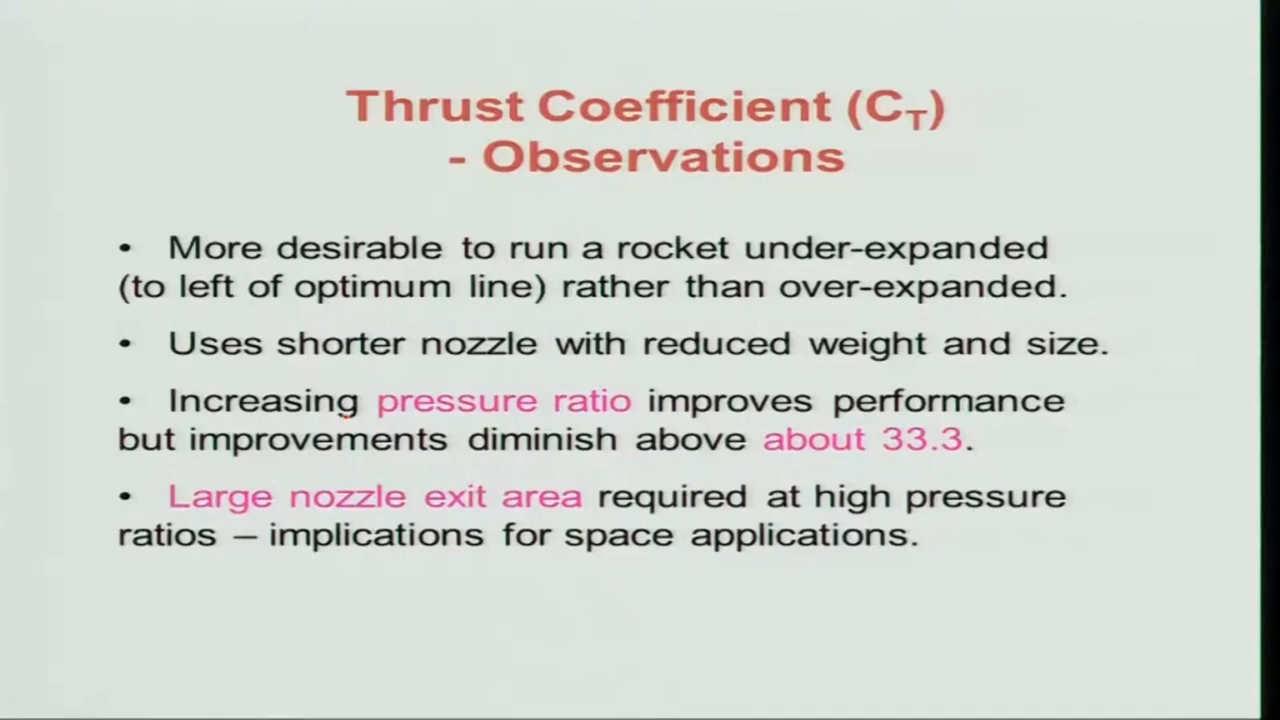 Thrust Coefficient (C_T)
- Observations
• More desirable to run a rocket under-expanded
(to left of optimum line) rather than over-expanded.
• Uses shorter nozzle with reduced weight and size.
• Increasing pressure ratio improves performance
but improvements diminish above about 33.3.
• Large nozzle exit area required at high pressure
ratios – implications for space applications.